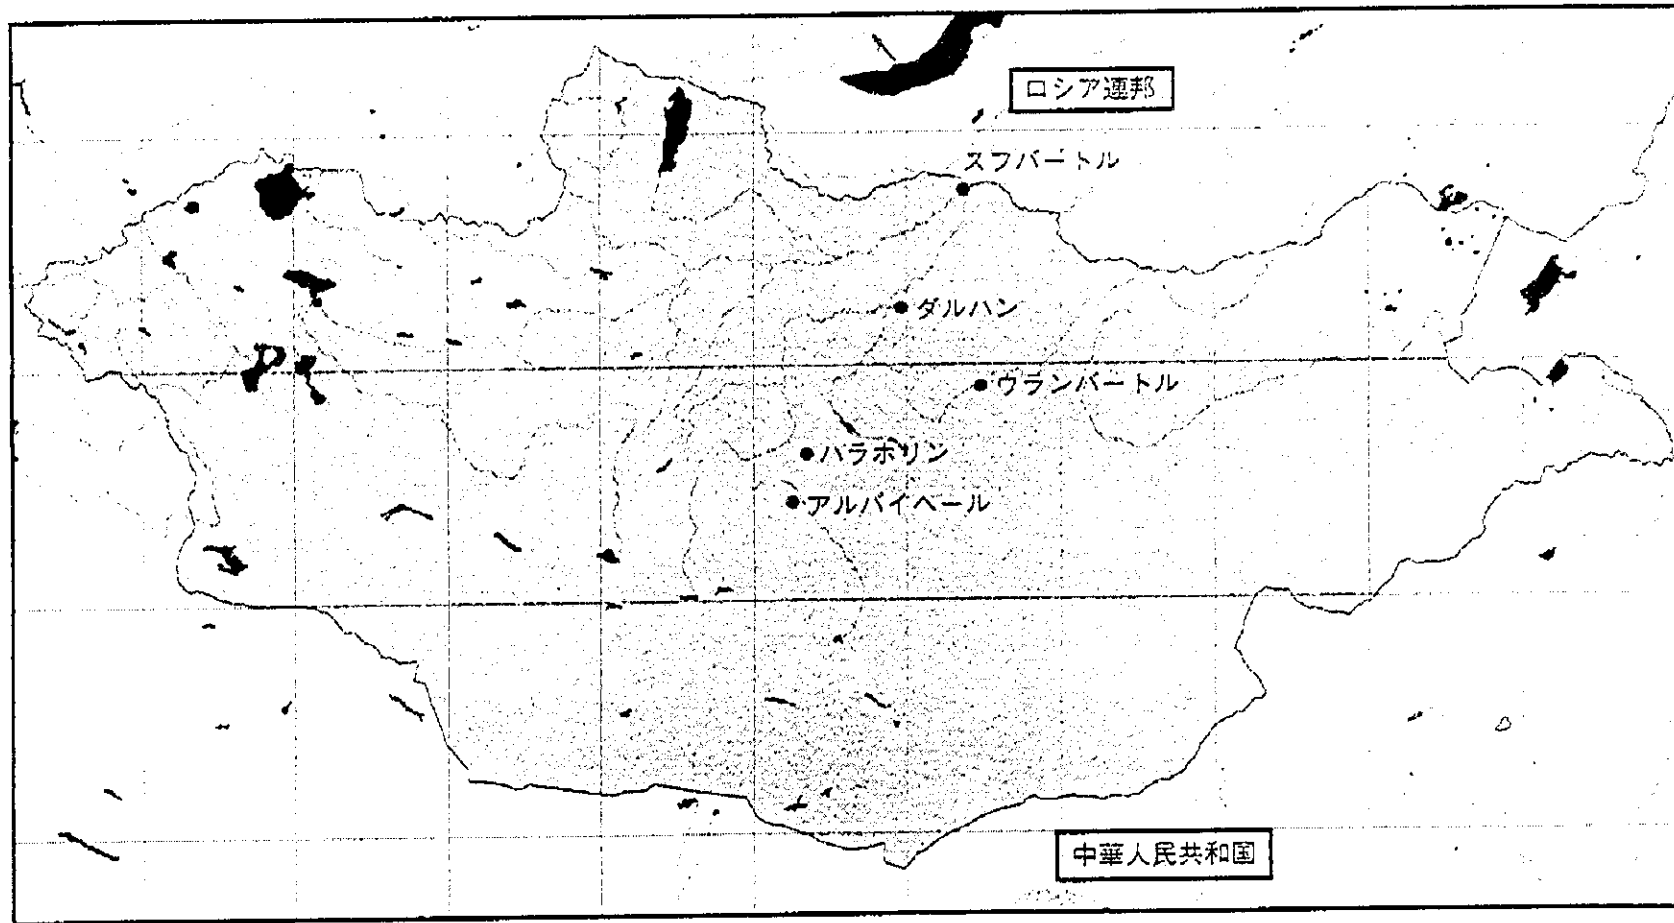 ロシア連邦
スフバートル
ダルハン
ウランバートル
ハラホリン
アルバイヘール
中華人民共和国